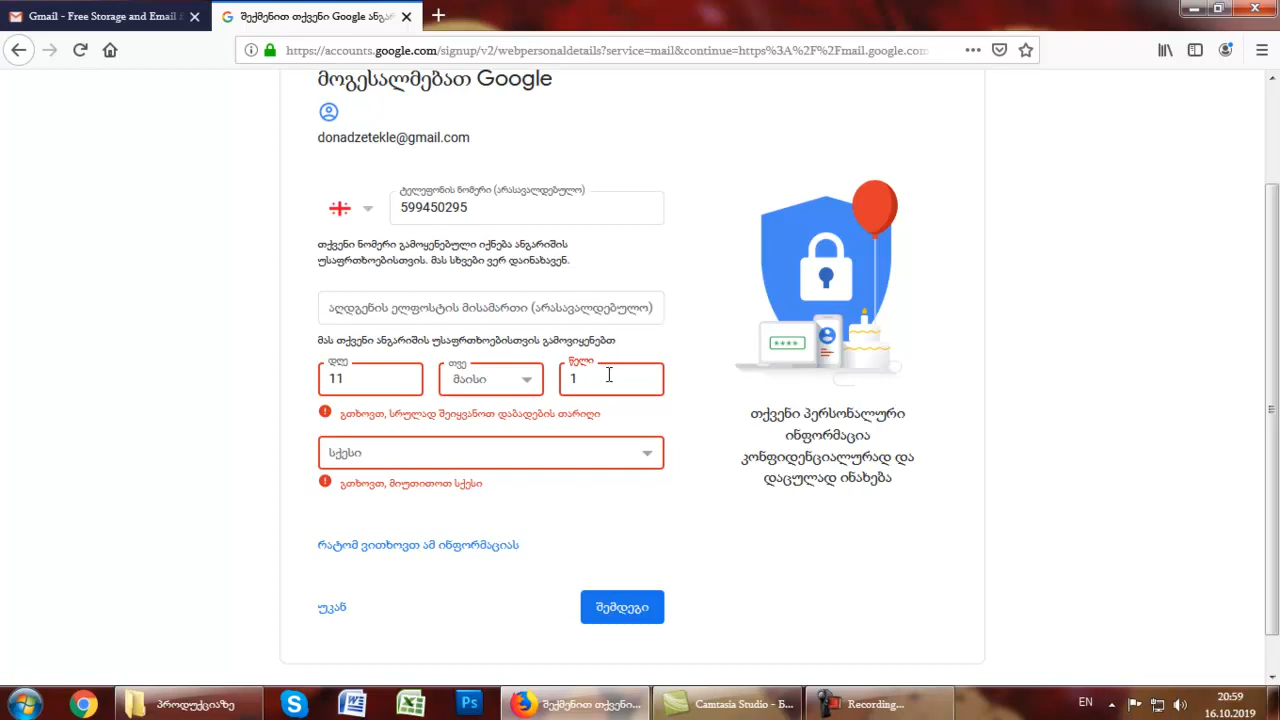 Gmail - Free Storage and Email
შექმენით თქვენი Google ანგარ
https://accounts.google.com/signup/v2/webpersonaldetails?service=mail&continue=https%3A%2F%2Fmail.google.com
მოგესალმებათ Google
donadzetekle@gmail.com
ტელეფონის ნომერი (არასავალდებულო)
599450295
თქვენი ნომერი გამოყენებული იქნება ანგარიშის
უსაფრთხოებისთვის. მას სხვები ვერ დაინახავენ.
აღდგენის ელფოსტის მისამართი (არასავალდებულო)
მას თქვენი ანგარიშის უსაფრთხოებისთვის გამოვიყენებთ
დღე თვე წელი
11 მაისი 1
გთხოვთ, სრულად შეიყვანოთ დაბადების თარიღი
სქესი
გთხოვთ, მიუთითოთ სქესი
რატომ ვითხოვთ ამ ინფორმაციას
უკან შემდეგი
თქვენი პერსონალური
ინფორმაცია
კონფიდენციალურად და
დაცულად ინახება
პროდუქციაზე
შექმენით თქვენი...
Camtasia Studio - Б...
Recording...
EN
20:59
16.10.2019